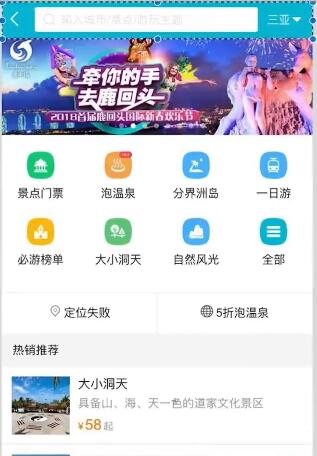 输入城市/景点/游玩主题
三亚
牵你的手
去鹿回头
2018首届鹿回头国际新春欢乐节
景点门票
泡温泉
分界洲岛
一日游
必游榜单
大小洞天
自然风光
全部
定位失败
5折泡温泉
热销推荐
大小洞天
具备山、海、天一色的道家文化景区
¥58起